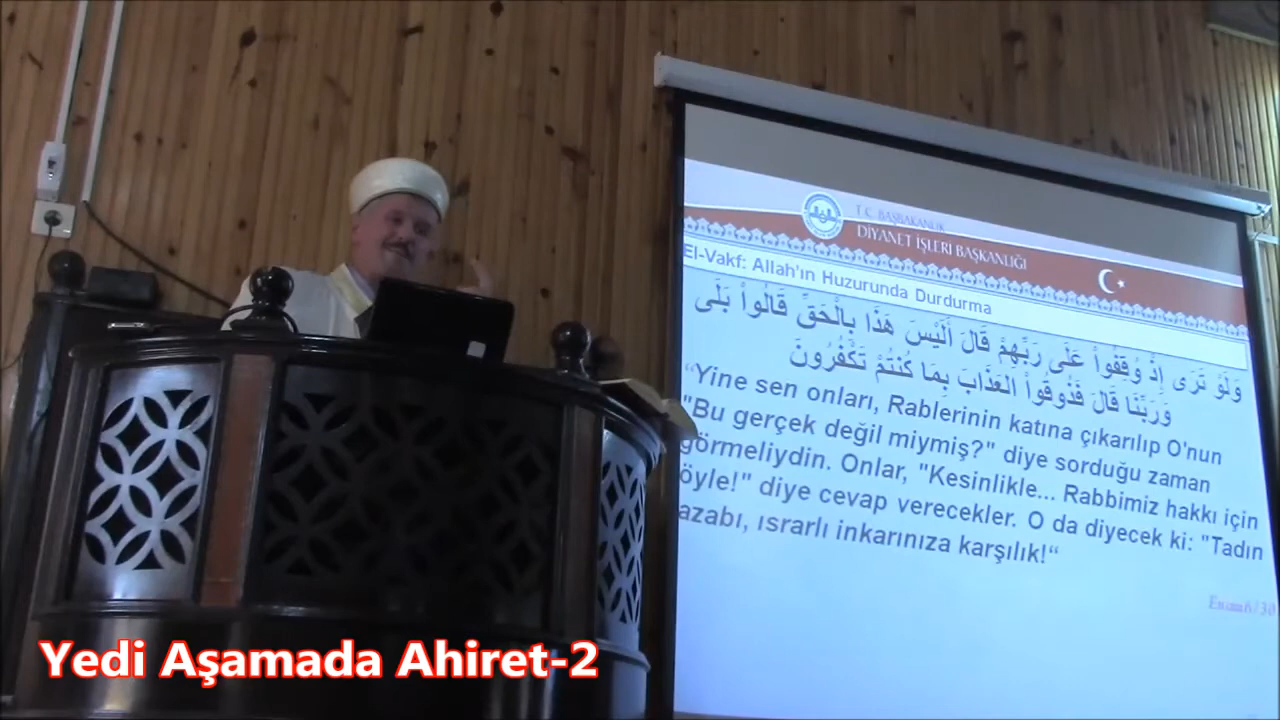 T.C. BAŞBAKANLIK
DİYANET İŞLERİ BAŞKANLIĞI
El-Vakf: Allah'ın Huzurunda Durdurma
وَلَوْ تَرَى إِذْ وُقِفُواْ عَلَى رَبِّهِمْ قَالَ أَلَيْسَ هَذَا بِالْحَقِّ قَالُواْ بَلَى
وَرَبِّنَا قَالَ فَذُوقُواْ الْعَذَابَ بِمَا كُنْتُمْ تَكْفُرُونَ
“Yine sen onları, Rablerinin katına çıkarılıp O'nun
"Bu gerçek değil miymiş?" diye sorduğu zaman
görmeliydin. Onlar, "Kesinlikle... Rabbimiz hakkı için
öyle!" diye cevap verecekler. O da diyecek ki: "Tadın
azabı, ısrarlı inkarınıza karşılık!“
Enam 6/30
Yedi Aşamada Ahiret-2